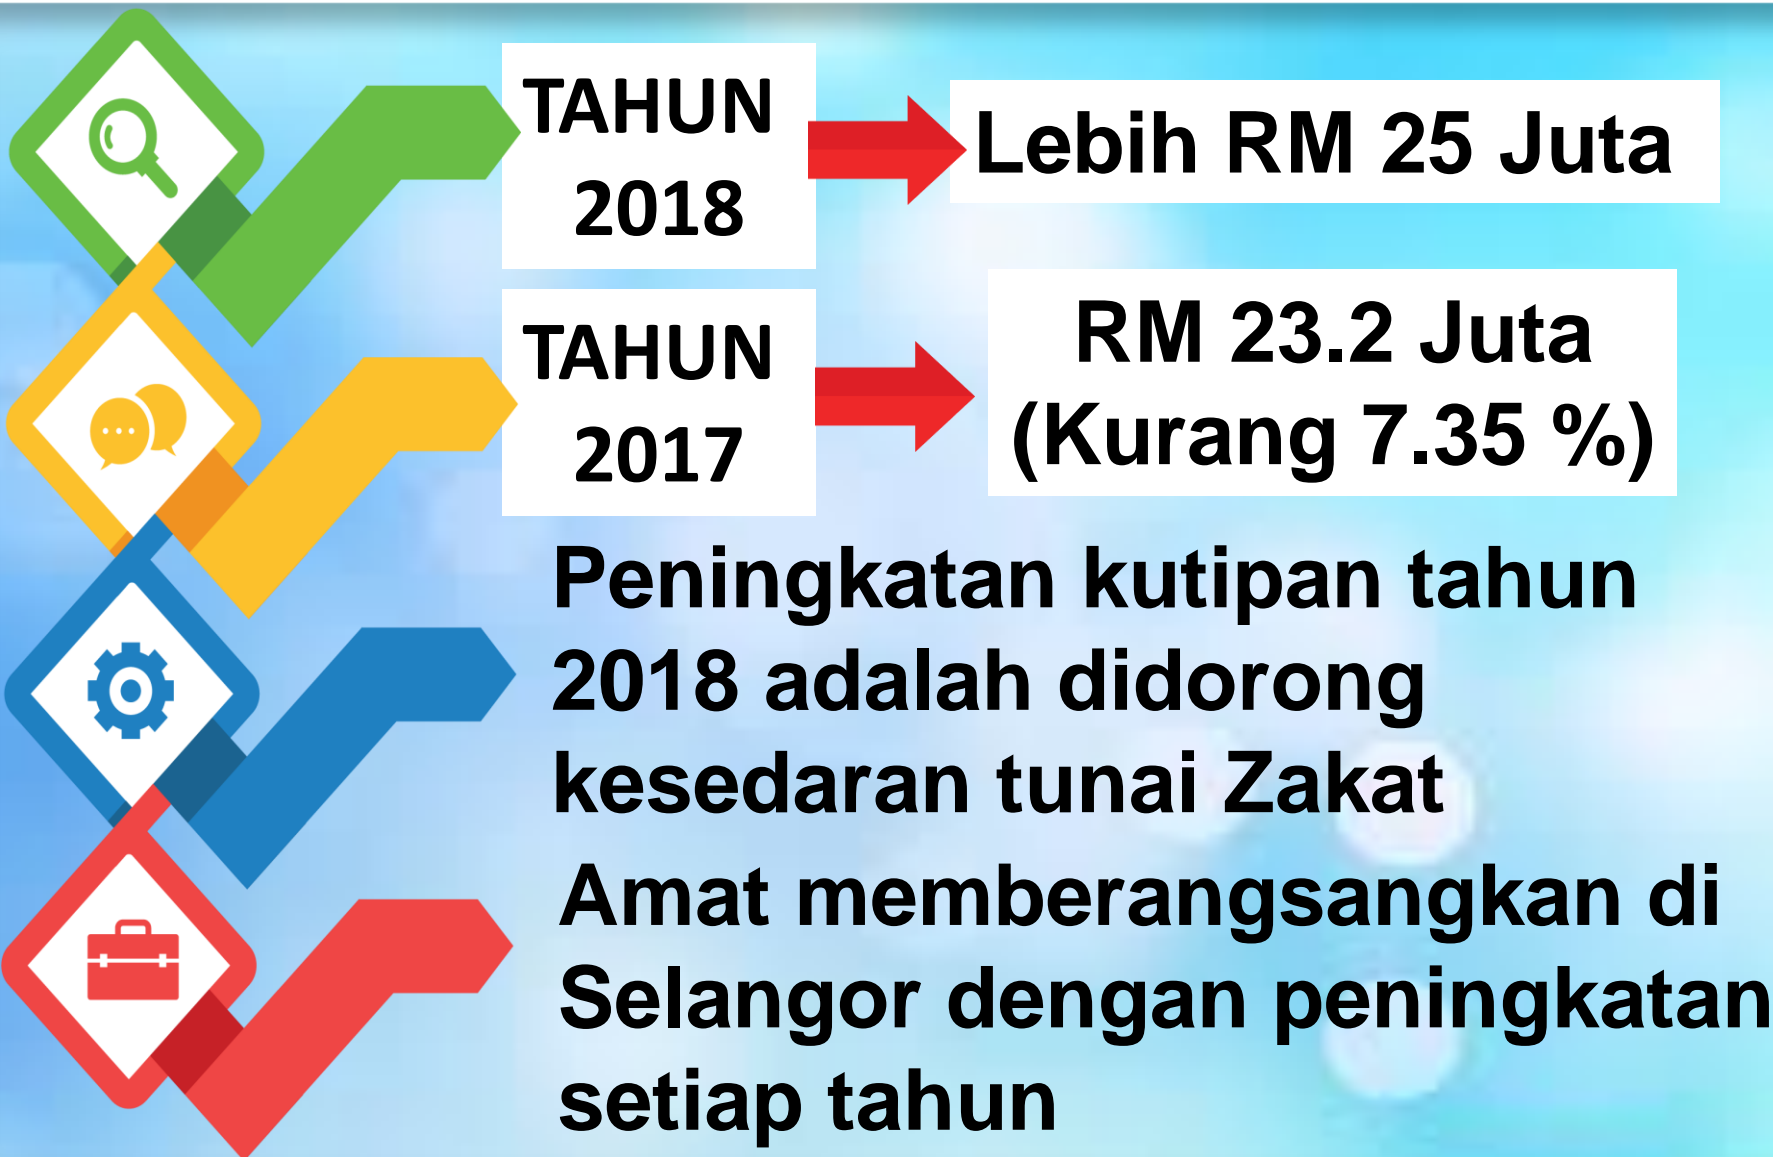 TAHUN
2018
Lebih RM 25 Juta
TAHUN
2017
RM 23.2 Juta
(Kurang 7.35 %)
Peningkatan kutipan tahun
2018 adalah didorong
kesedaran tunai Zakat
Amat memberangsangkan di
Selangor dengan peningkatan
setiap tahun